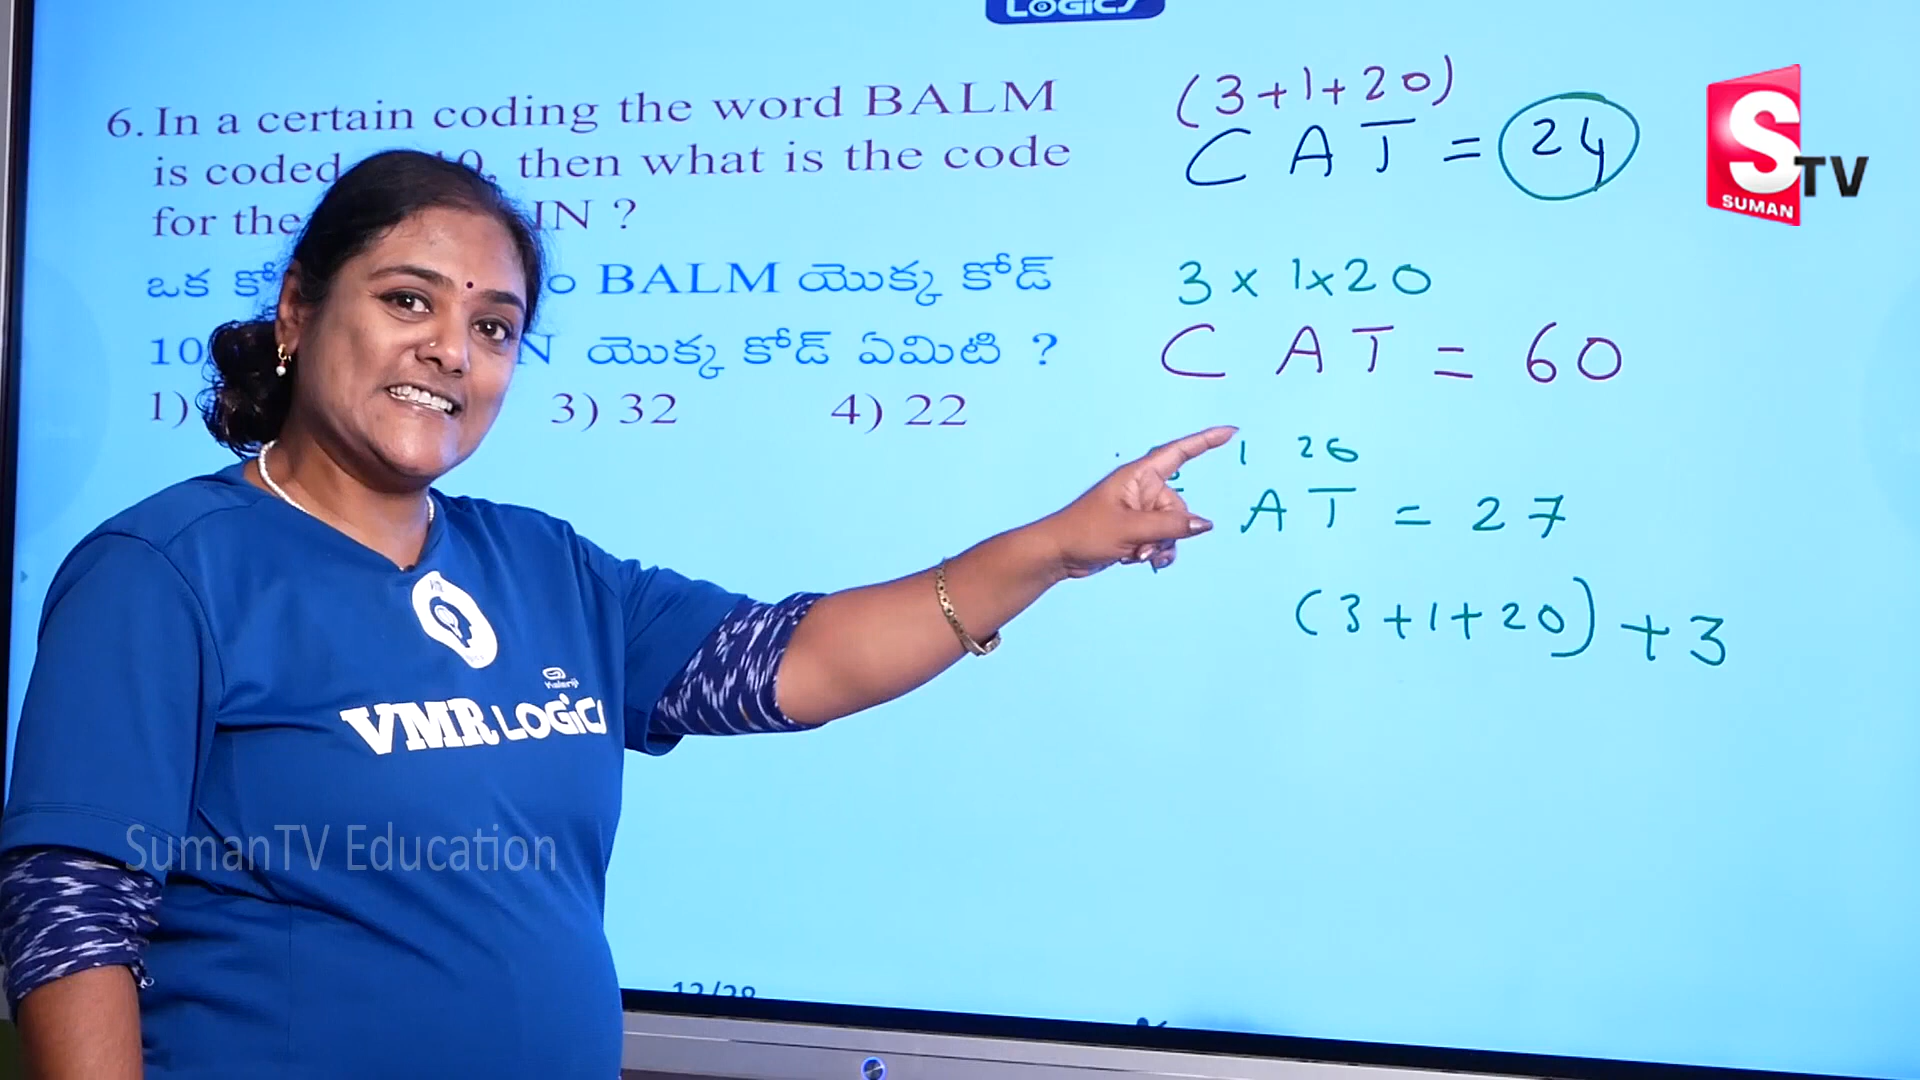 LOGICS
6. In a certain coding the word BALM
is coded 10, then what is the code
for the IN ?
ఒక BALM యొక్క కోడ్
10 N యొక్క కోడ్ ఏమిటి ?
1) 3) 32 4) 22
(3+1+20)
CAT = 24
3 x 1x20
CAT = 60
1 26
AT = 27
(3+1+20) + 3
S TV
SUMAN
VMR LOGICS
SumanTV Education